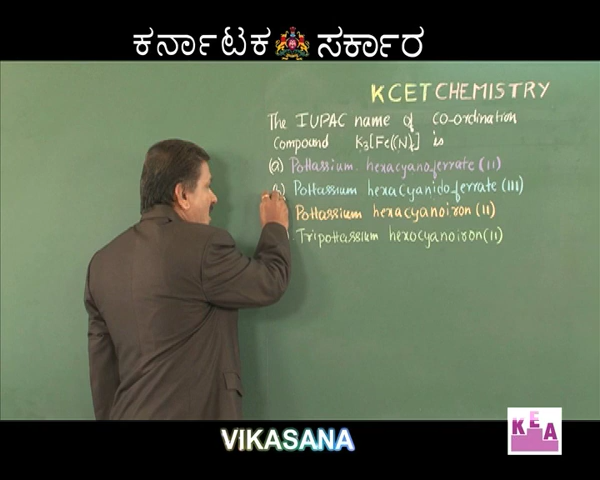 ಕರ್ನಾಟಕ ಸರ್ಕಾರ
KCET CHEMISTRY
The IUPAC name of co-ordination
compound K3[Fe(CN)6] is
(a) Pottassium hexacyanoferrate (II)
(b) Pottassium hexacyanidoferrate (III)
Pottassium hexacyanoiron (II)
Tripottassium hexocyanoiron (II)
VIKASANA
KEA